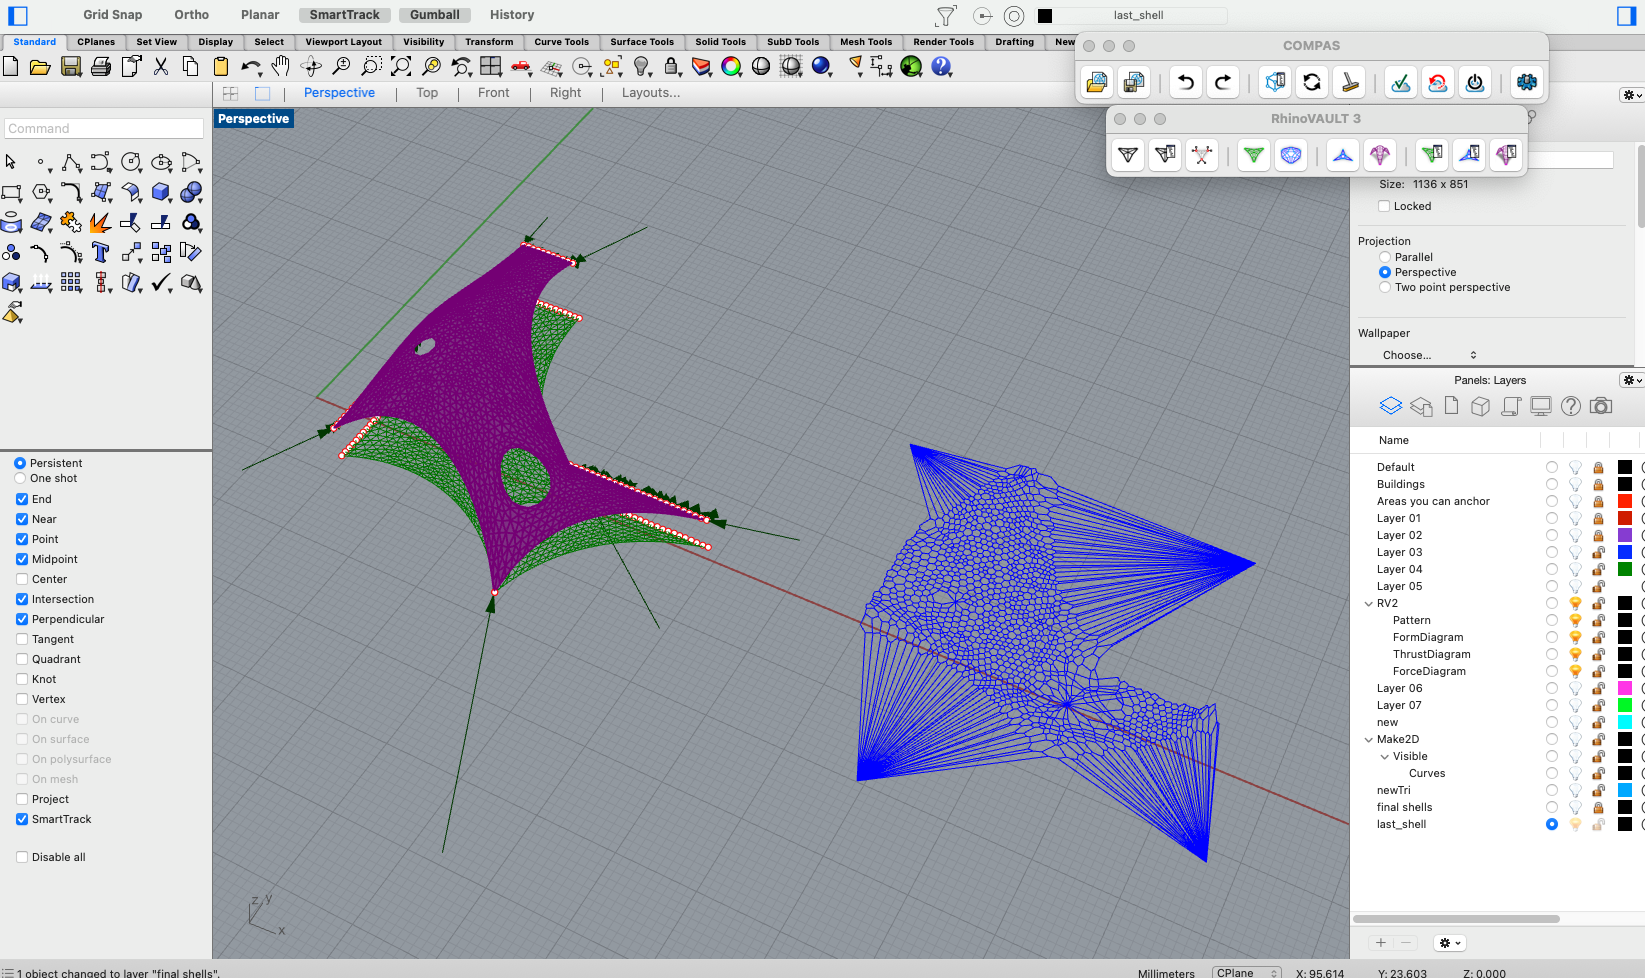 Grid Snap Ortho Planar SmartTrack Gumball History last_shell
Standard CPlanes Set View Display Select Viewport Layout Visibility Transform Curve Tools Surface Tools Solid Tools SubD Tools Mesh Tools Render Tools Drafting New
COMPAS
Perspective Top Front Right Layouts...
Perspective
RhinoVAULT 3
Command
Size: 1136 x 851
Locked
Projection
Parallel
Perspective
Two point perspective
Wallpaper
Choose...
Panels: Layers
Name
Default
Buildings
Areas you can anchor
Layer 01
Layer 02
Layer 03
Layer 04
Layer 05
RV2
Pattern
FormDiagram
ThrustDiagram
ForceDiagram
Layer 06
Layer 07
new
Make2D
Visible
Curves
newTri
final shells
last_shell
Persistent
One shot
End
Near
Point
Midpoint
Center
Intersection
Perpendicular
Tangent
Quadrant
Knot
Vertex
On curve
On surface
On polysurface
On mesh
Project
SmartTrack
Disable all
z y
x
1 object changed to layer "final shells". Millimeters CPlane X: 95.614 Y: 23.603 Z: 0.000